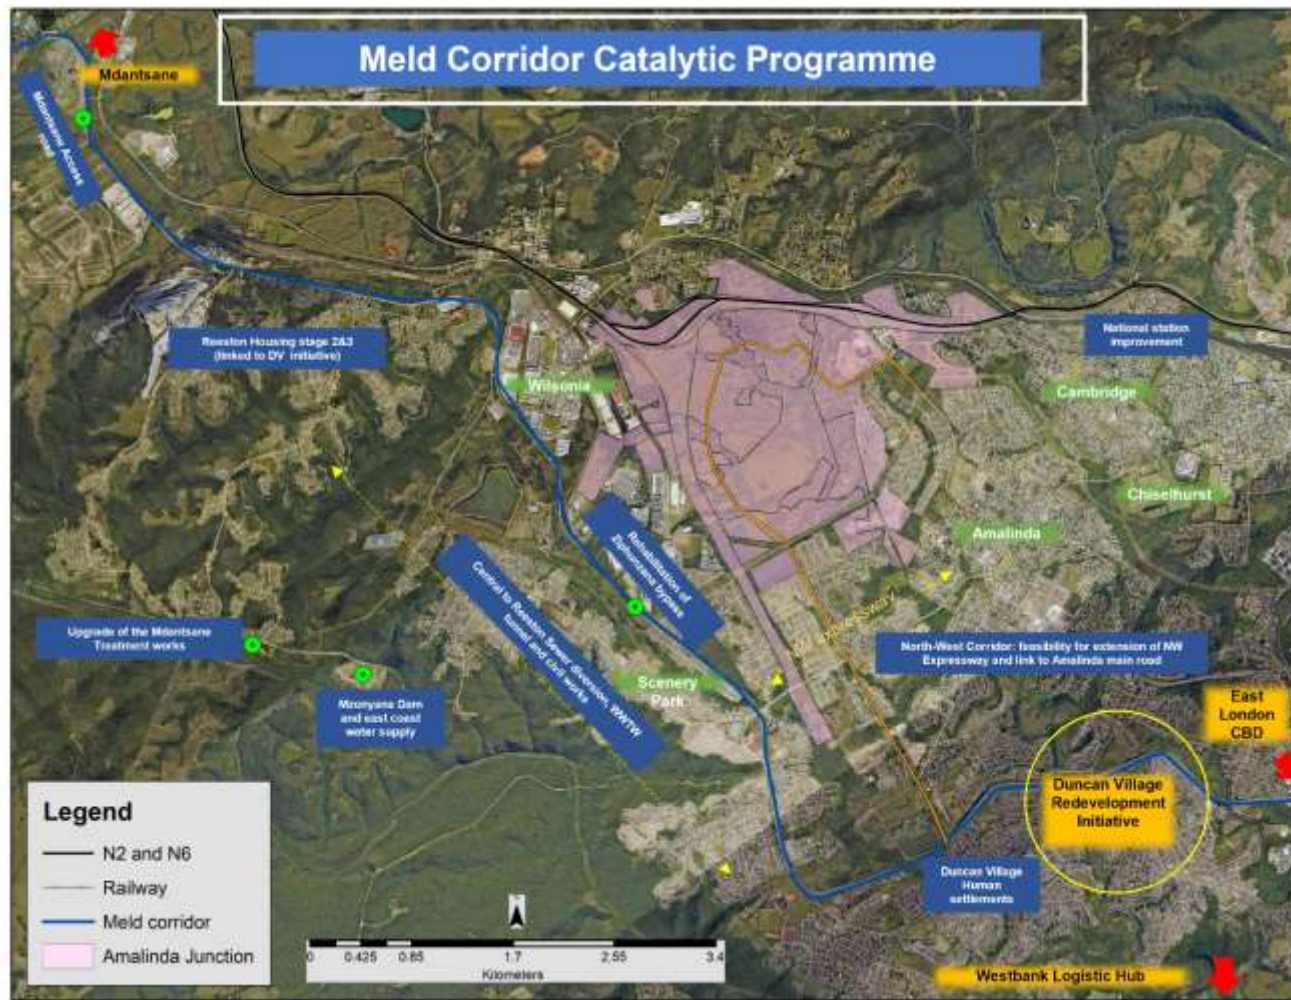 Meld Corridor Catalytic Programme
Mdantsane
Mdantsane Access
road
Reeston Housing stage 2&3
(linked to DV initiative)
National station
improvement
Wilsonia
Cambridge
Chiselhurst
Amalinda
Rehabilitation of
Ziphunzana bypass
Central to Reeston Sewer diversion, WWTW
tunnel and civil works
Upgrade of the Mdantsane
Treatment works
North-West Corridor: feasibility for extension of NW
Expressway and link to Amalinda main road
Scenery
Park
Mzonyana Dam
and east coast
water supply
East
London
CBD
Duncan Village
Redevelopment
Initiative
Duncan Village
Human
settlements
Legend
N2 and N6
Railway
Meld corridor
Amalinda Junction
0 0.425 0.85 1.7 2.55 3.4
Kilometers
Westbank Logistic Hub